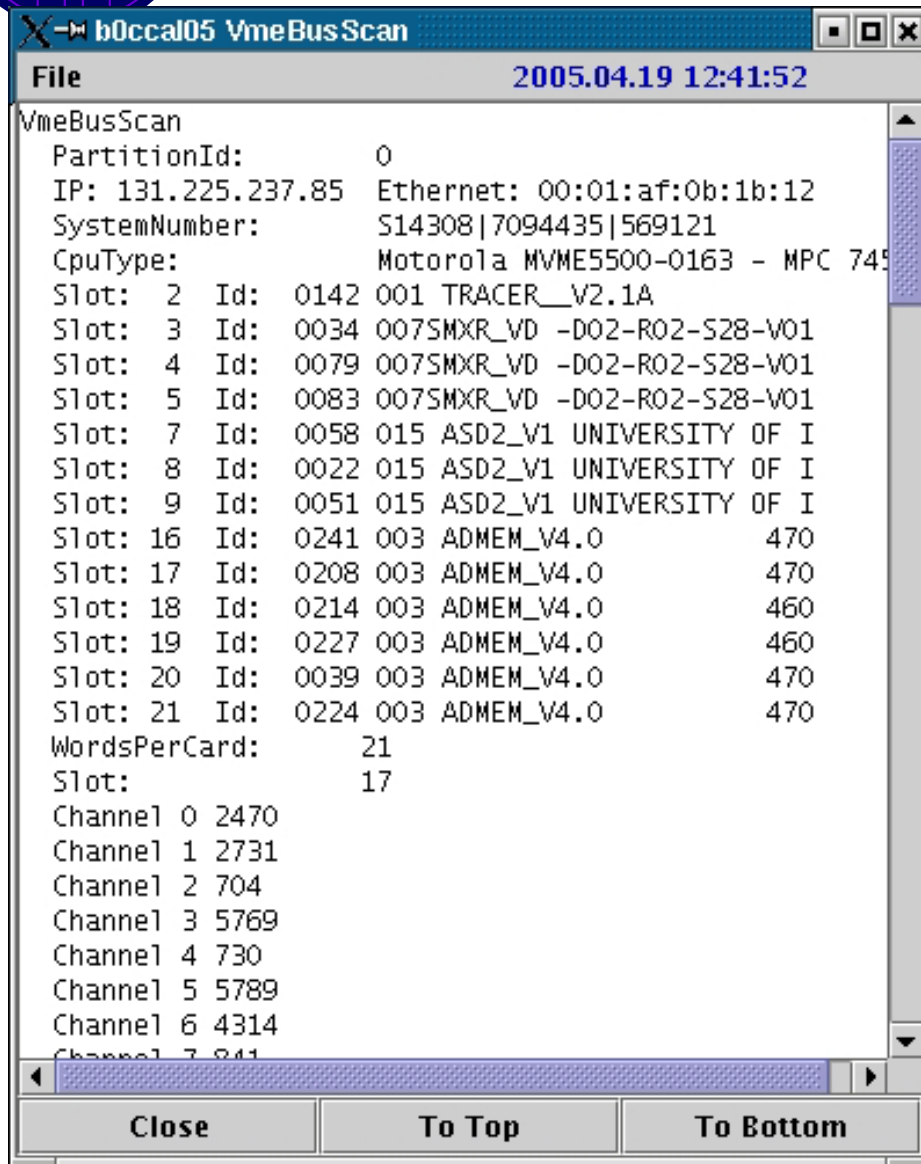 b0ccal05 VmeBusScan
File 2005.04.19 12:41:52
VmeBusScan
PartitionId: 0
IP: 131.225.237.85 Ethernet: 00:01:af:0b:1b:12
SystemNumber: S14308|7094435|569121
CpuType: Motorola MVME5500-0163 - MPC 745
Slot: 2 Id: 0142 001 TRACER__V2.1A
Slot: 3 Id: 0034 007SMXR_VD -D02-R02-S28-V01
Slot: 4 Id: 0079 007SMXR_VD -D02-R02-S28-V01
Slot: 5 Id: 0083 007SMXR_VD -D02-R02-S28-V01
Slot: 7 Id: 0058 015 ASD2_V1 UNIVERSITY OF I
Slot: 8 Id: 0022 015 ASD2_V1 UNIVERSITY OF I
Slot: 9 Id: 0051 015 ASD2_V1 UNIVERSITY OF I
Slot: 16 Id: 0241 003 ADMEM_V4.0 470
Slot: 17 Id: 0208 003 ADMEM_V4.0 470
Slot: 18 Id: 0214 003 ADMEM_V4.0 460
Slot: 19 Id: 0227 003 ADMEM_V4.0 460
Slot: 20 Id: 0039 003 ADMEM_V4.0 470
Slot: 21 Id: 0224 003 ADMEM_V4.0 470
WordsPerCard: 21
Slot: 17
Channel 0 2470
Channel 1 2731
Channel 2 704
Channel 3 5769
Channel 4 730
Channel 5 5789
Channel 6 4314
Channel 7 841
Close To Top To Bottom